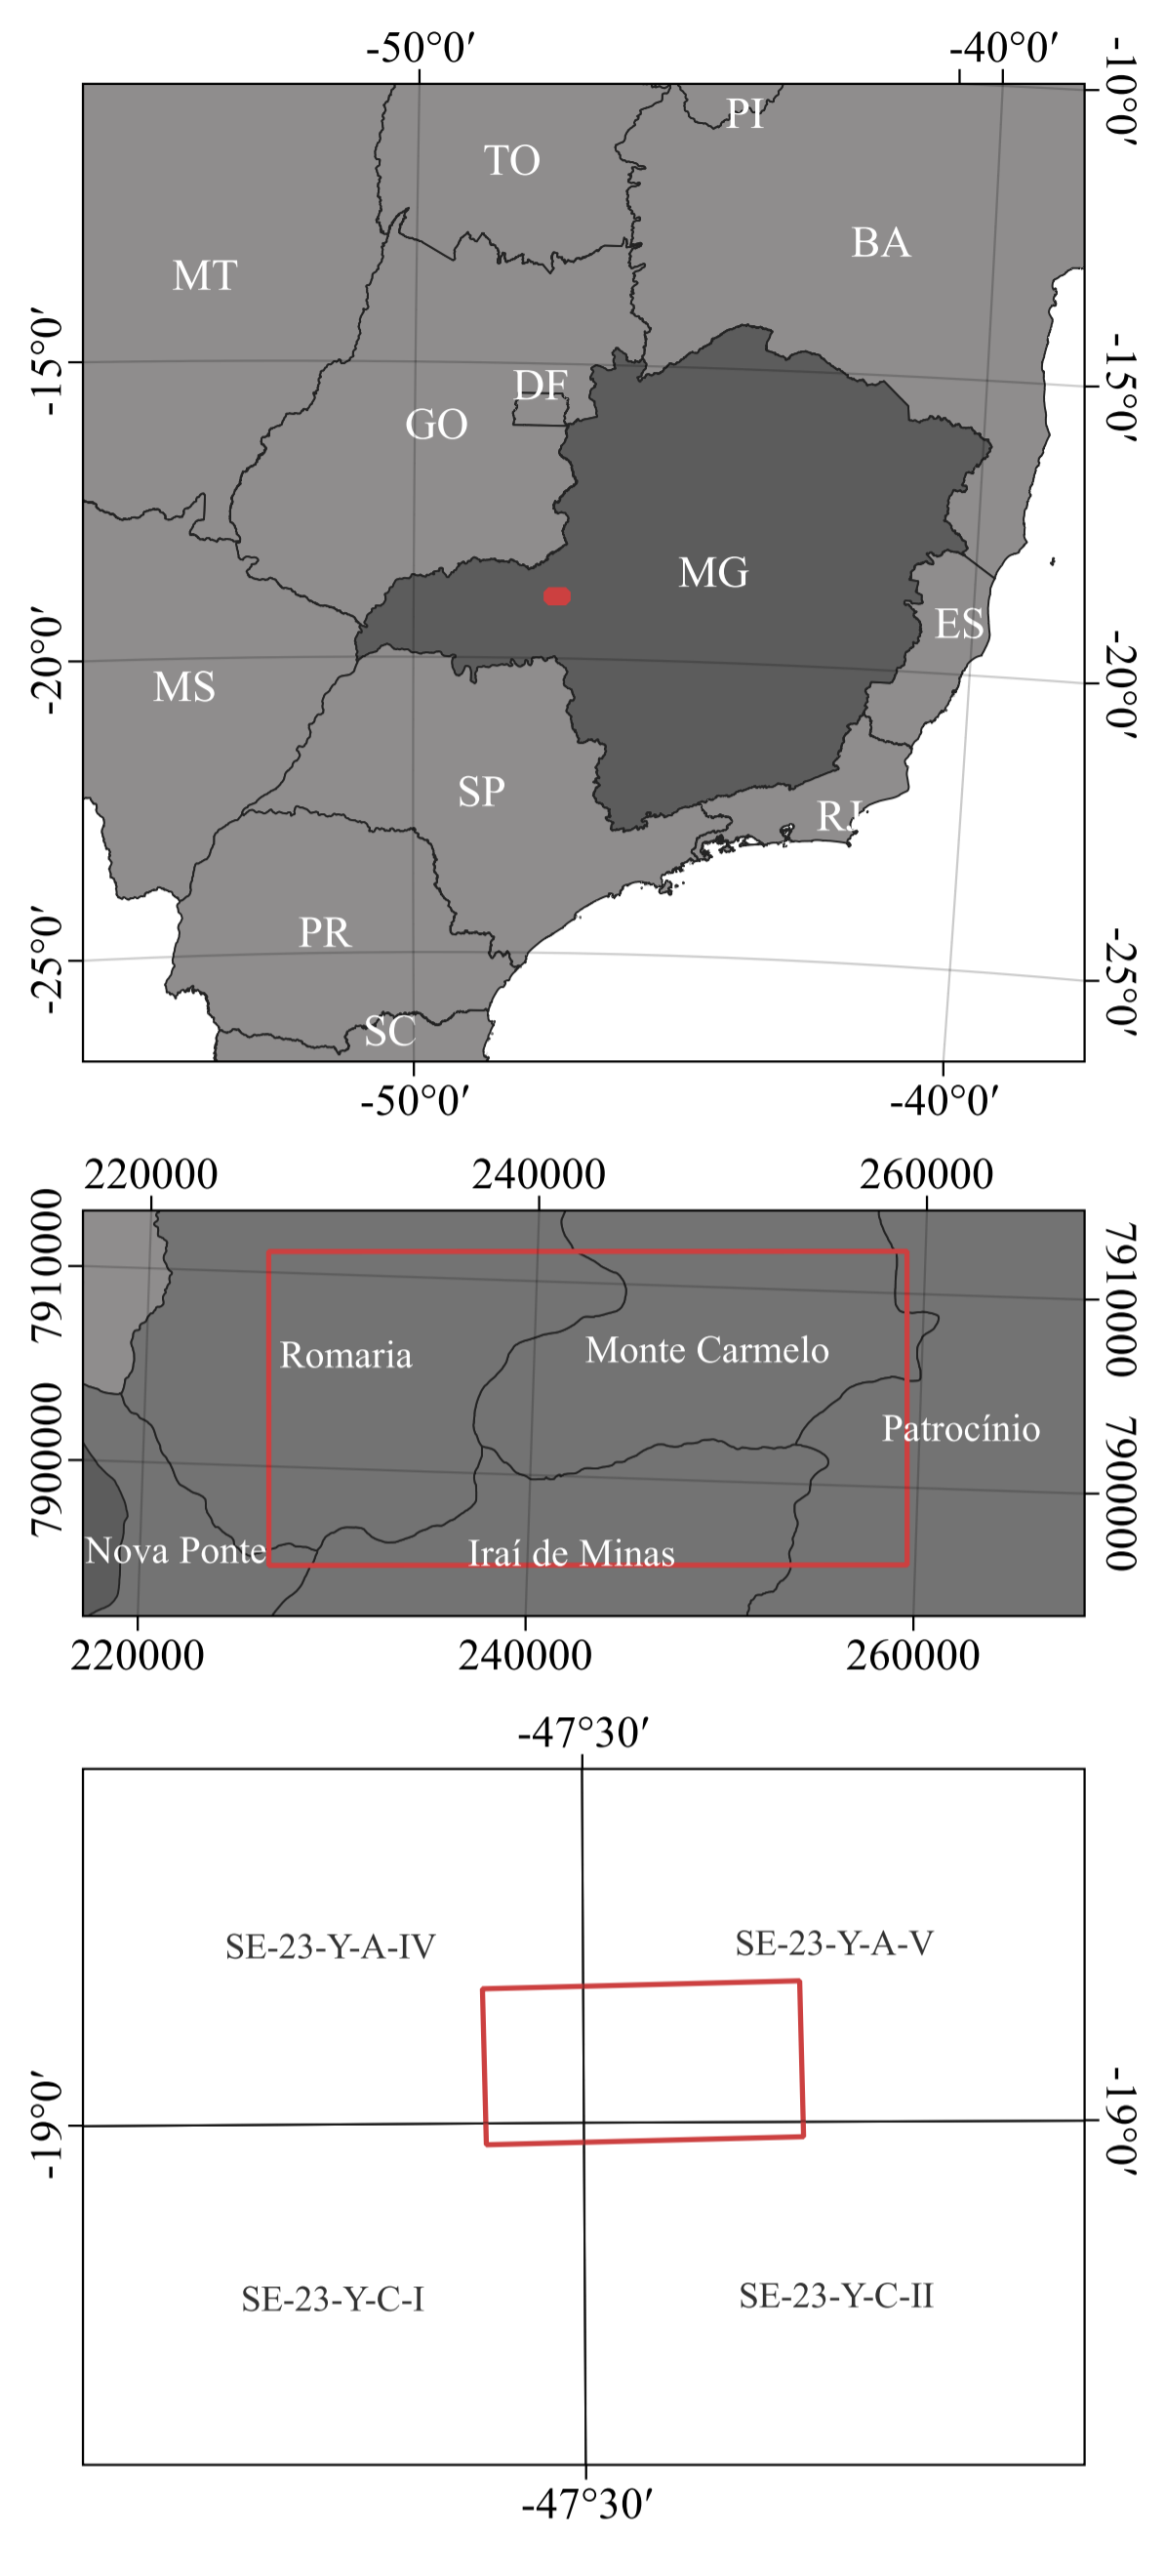 -50°0′ -40°0′
-10°0′
PI
TO
BA
MT
-15°0′
-15°0′
DF
GO
MG
ES
-20°0′
-20°0′
MS
SP
RJ
PR
-25°0′
-25°0′
SC
-50°0′ -40°0′
220000 240000 260000
7910000
7910000
Romaria
Monte Carmelo
Patrocínio
7900000
7900000
Nova Ponte
Iraí de Minas
220000 240000 260000
-47°30′
SE-23-Y-A-IV
SE-23-Y-A-V
-19°0′
-19°0′
SE-23-Y-C-I
SE-23-Y-C-II
-47°30′